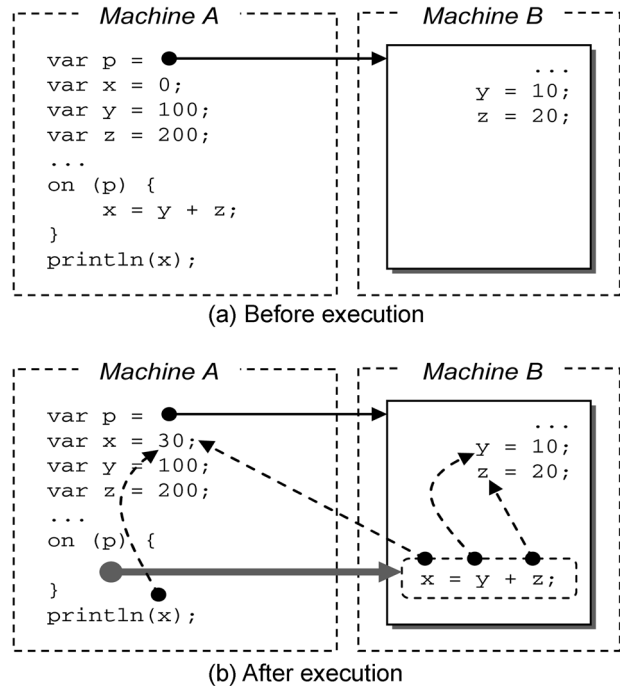 Machine A
Machine B
var p =
var x = 0;
var y = 100;
var z = 200;
...
on (p) {
x = y + z;
}
println(x);
...
y = 10;
z = 20;
(a) Before execution
Machine A
Machine B
var p =
var x = 30;
var y = 100;
var z = 200;
...
on (p) {
}
println(x);
...
y = 10;
z = 20;
x = y + z;
(b) After execution